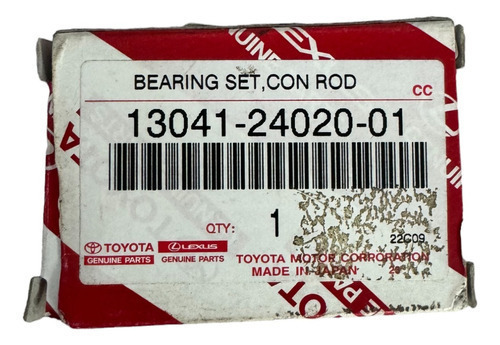 BEARING SET,CON ROD
CC
13041-24020-01
QTY: 1
22G09
TOYOTA GENUINE PARTS
LEXUS GENUINE PARTS
TOYOTA MOTOR CORPORATION
MADE IN JAPAN